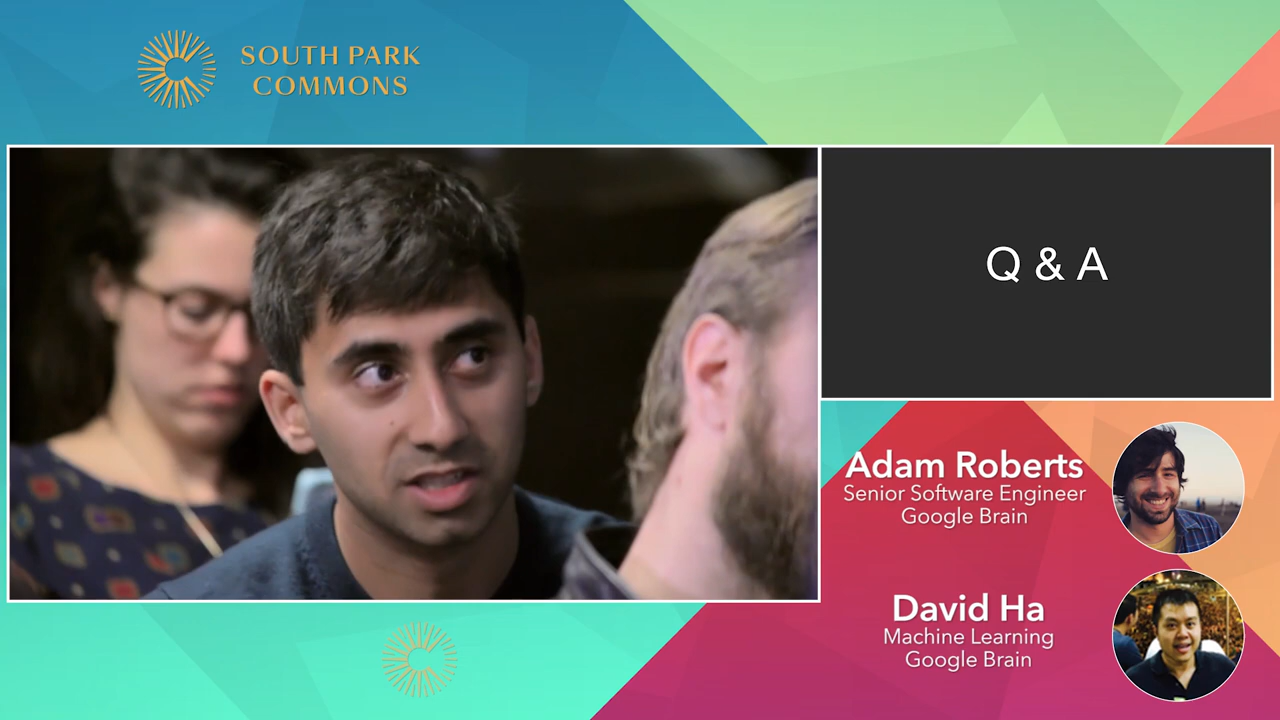 SOUTH PARK
COMMONS
Q & A
Adam Roberts
Senior Software Engineer
Google Brain
David Ha
Machine Learning
Google Brain